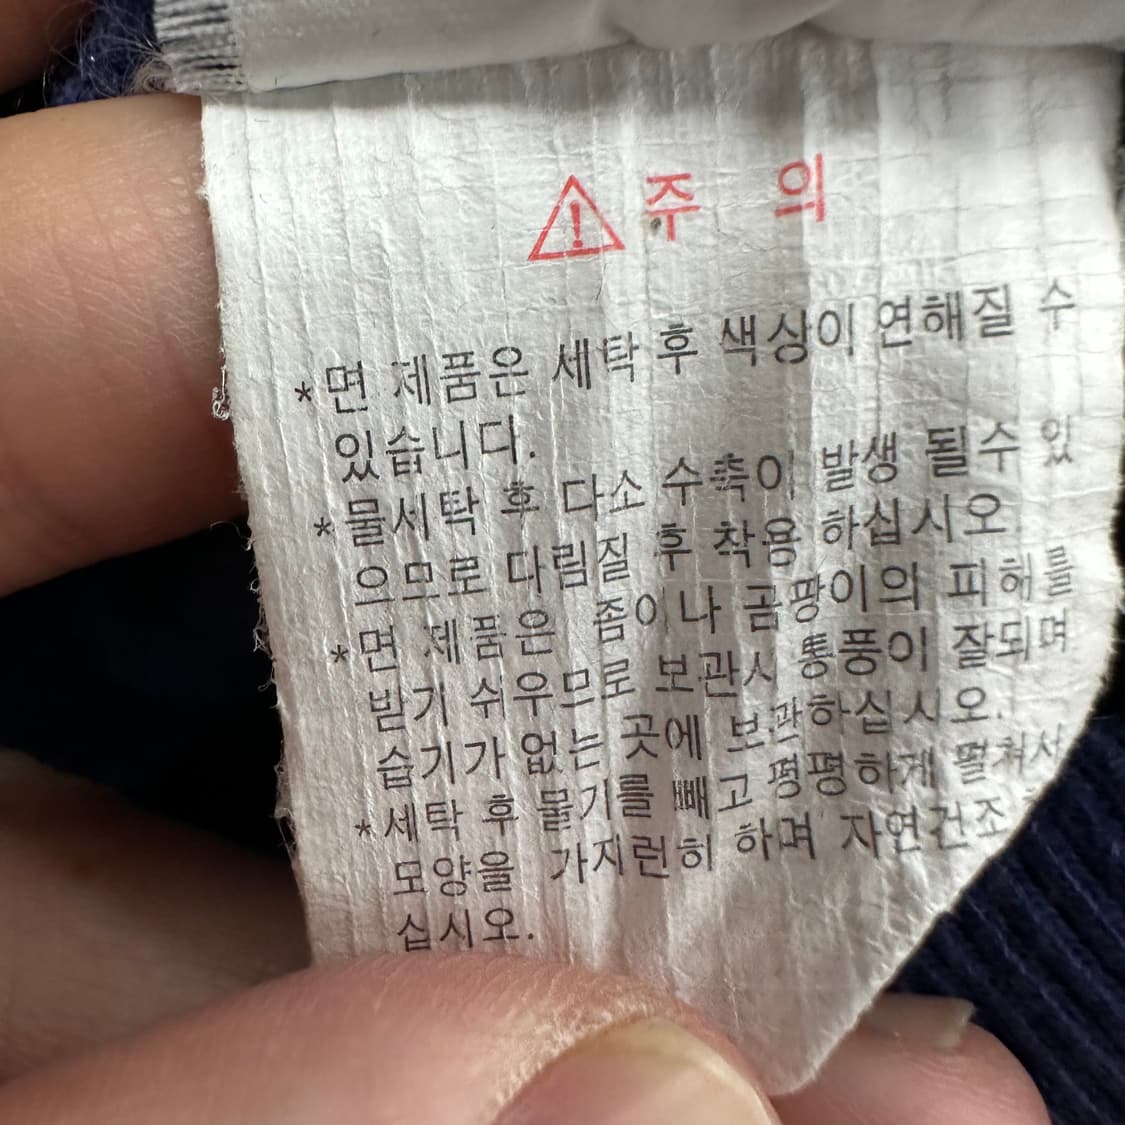 주 의
*면 제품은 세탁 후 색상이 연해질 수
있습니다.
*물세탁 후 다소 수축이 발생 될수 있
으므로 다림질 후 착용 하십시오.
*면 제품은 좀이나 곰팡이의 피해를
받기 쉬우므로 보관시 통풍이 잘되며
습기가 없는 곳에 보관하십시오.
*세탁 후 물기를 빼고 평평하게 펼쳐서
모양을 가지런히 하며 자연건조
십시오.